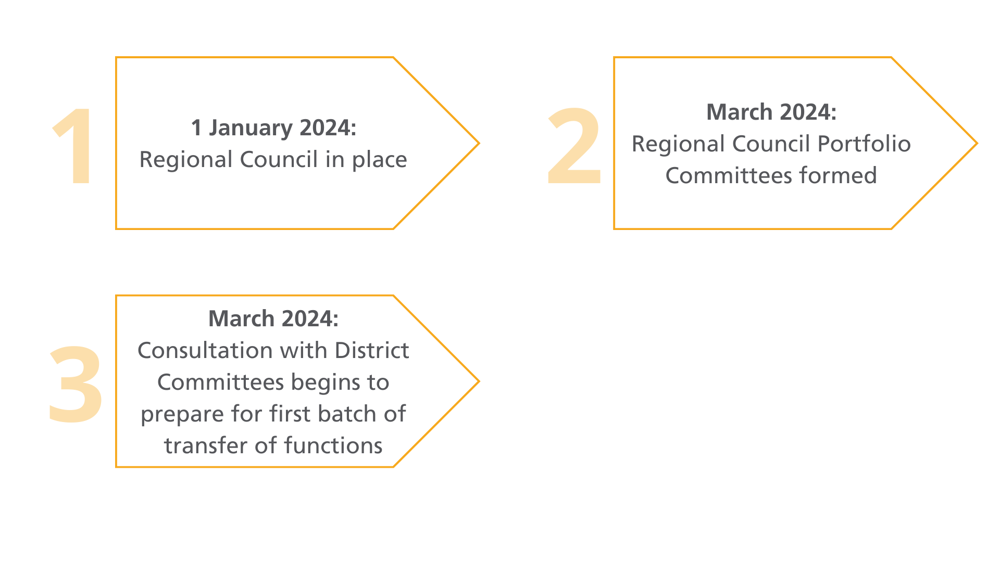 1
1 January 2024:
Regional Council in place
2
March 2024:
Regional Council Portfolio
Committees formed
3
March 2024:
Consultation with District
Committees begins to
prepare for first batch of
transfer of functions